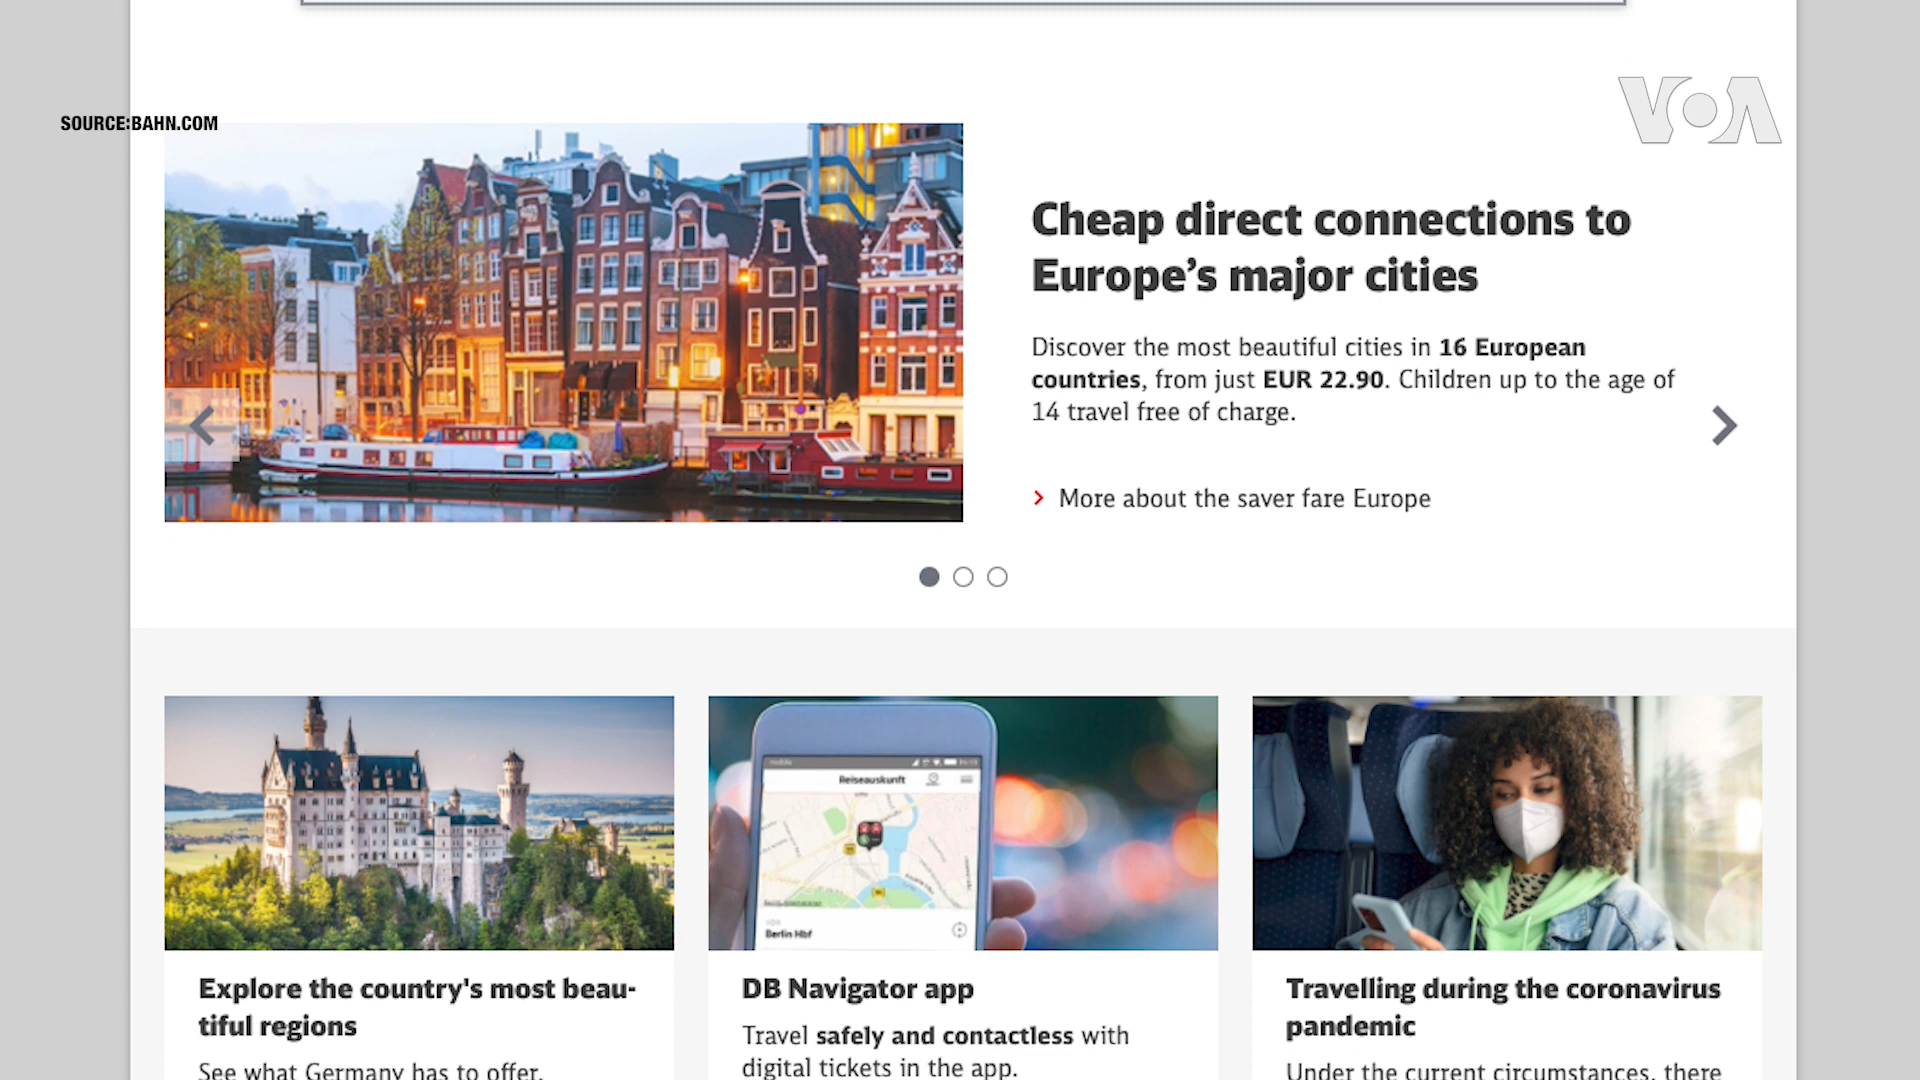 VOA
SOURCE:BAHN.COM
Cheap direct connections to
Europe’s major cities
Discover the most beautiful cities in 16 European
countries, from just EUR 22.90. Children up to the age of
14 travel free of charge.
More about the saver fare Europe
Reiseauskunft
Berlin Hbf
Explore the country's most beau-
tiful regions
See what Germany has to offer.
DB Navigator app
Travel safely and contactless with
digital tickets in the app.
Travelling during the coronavirus
pandemic
Under the current circumstances, there